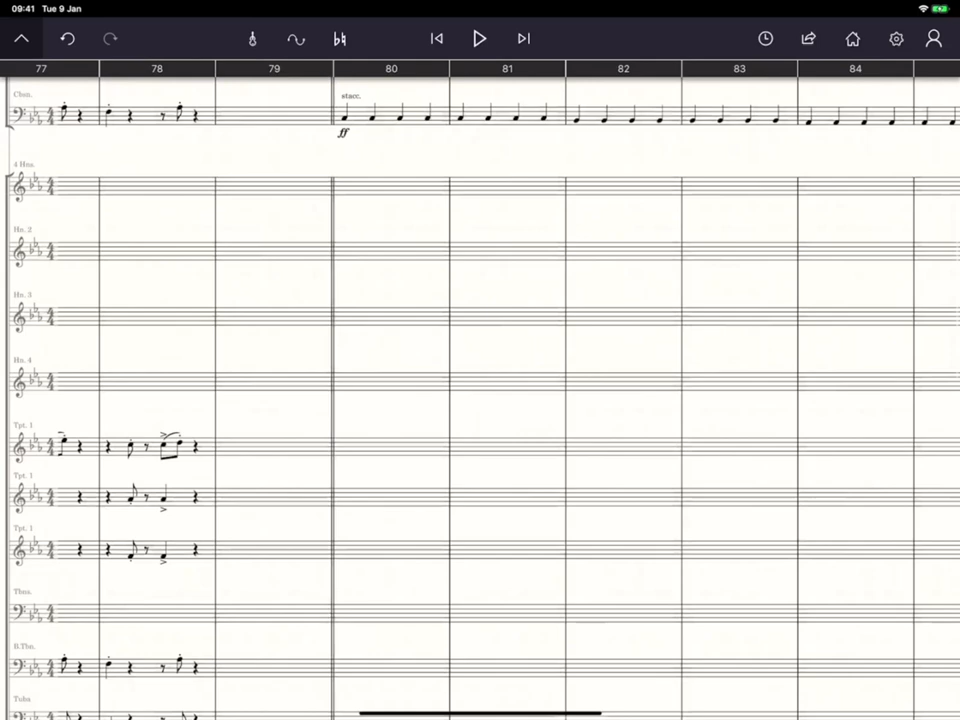 09:41 Tue 9 Jan
77 78 79 80 81 82 83 84
Cbsn.
stacc.
ff
4 Hns.
Hn. 2
Hn. 3
Hn. 4
Tpt. 1
Tpt. 1
Tpt. 1
Tbns.
B.Tbn.
Tuba